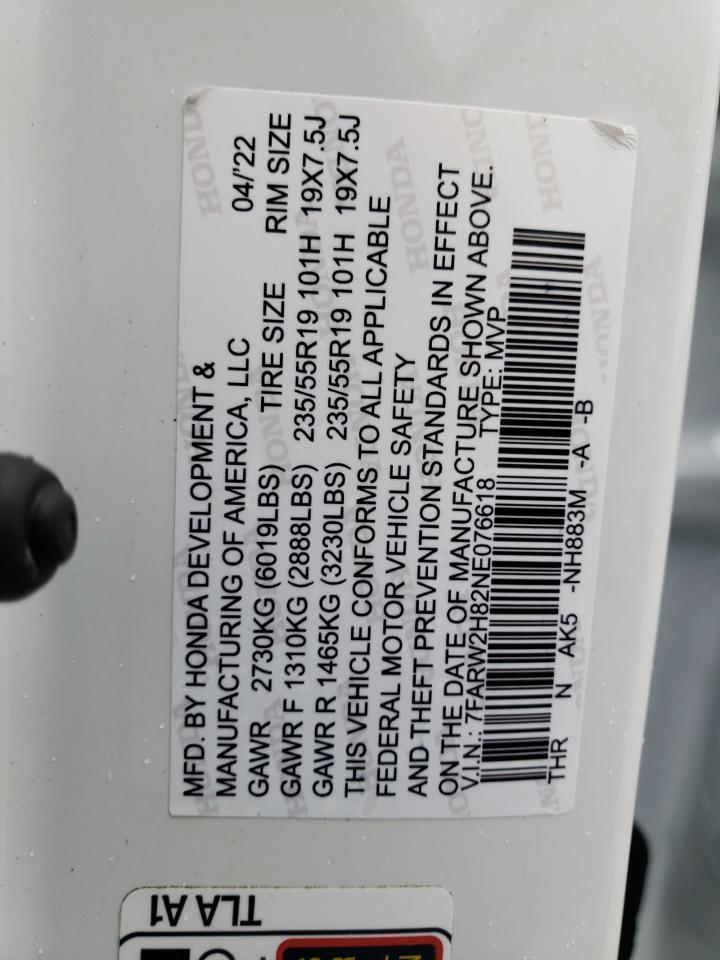 MFD. BY HONDA DEVELOPMENT &
MANUFACTURING OF AMERICA, LLC 04/'22
GAWR 2730KG (6019LBS) TIRE SIZE RIM SIZE
GAWR F 1310KG (2888LBS) 235/55R19 101H 19X7.5J
GAWR R 1465KG (3230LBS) 235/55R19 101H 19X7.5J
THIS VEHICLE CONFORMS TO ALL APPLICABLE
FEDERAL MOTOR VEHICLE SAFETY
AND THEFT PREVENTION STANDARDS IN EFFECT
ON THE DATE OF MANUFACTURE SHOWN ABOVE.
V.I.N.: 7FARW2H82NE076618 TYPE: MVP
THR N AK5 -NH883M -A -B
TLA A1